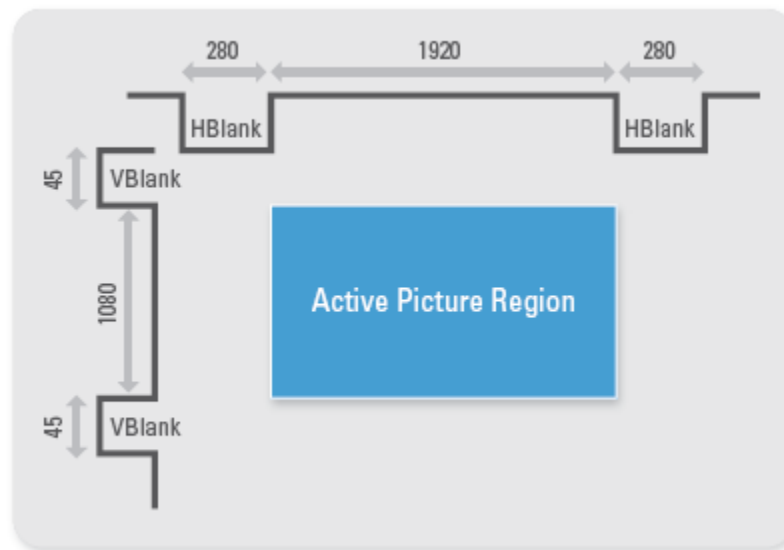 280 1920 280
HBlank HBlank
45 VBlank
1080
Active Picture Region
45 VBlank